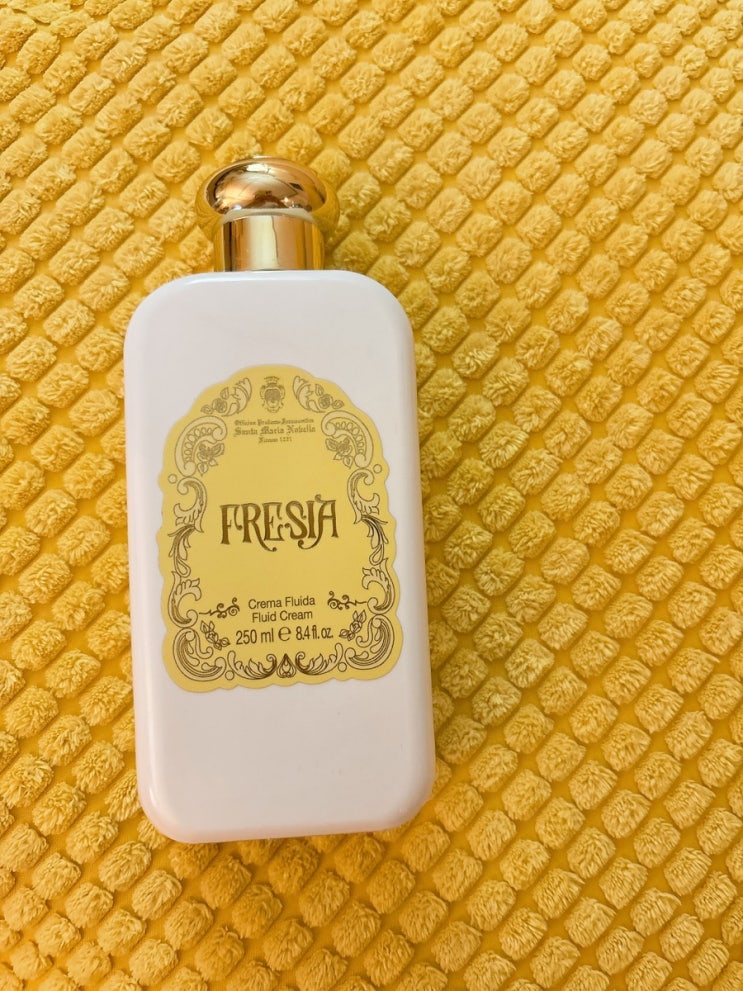 Officina Profumo-Farmaceutica
Santa Maria Novella
Firenze 1221
FRESIA
Crema Fluida
Fluid Cream
250 ml ℮ 8.4 fl. oz.